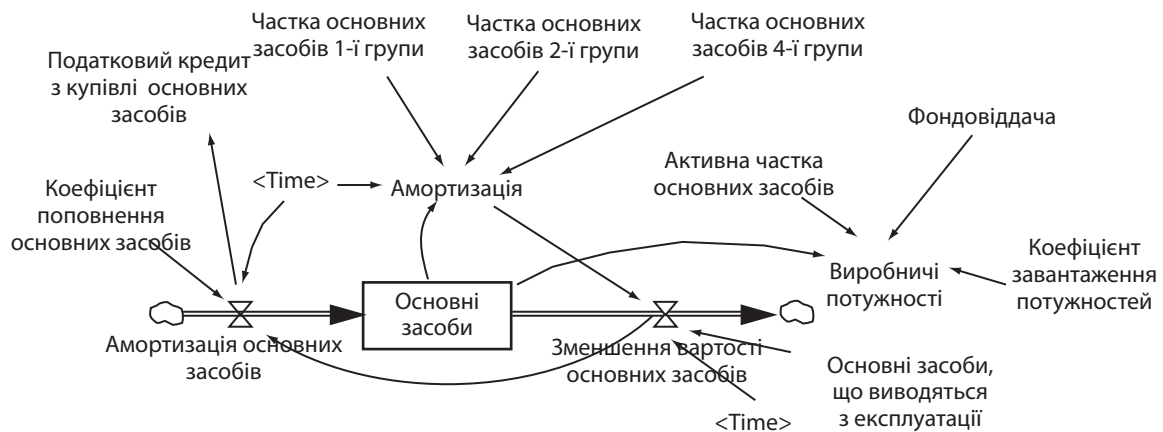 Частка основних
засобів 1-ї групи
Частка основних
засобів 2-ї групи
Частка основних
засобів 4-ї групи
Податковий кредит
з купівлі основних
засобів
Фондовіддача
Активна частка
основних засобів
<Time>
Амортизація
Коефіцієнт
поповнення
основних засобів
Виробничі
потужності
Коефіцієнт
завантаження
потужностей
Основні
засоби
Амортизація основних
засобів
Зменшення вартості
основних засобів
Основні засоби,
що виводяться
з експлуатації
<Time>